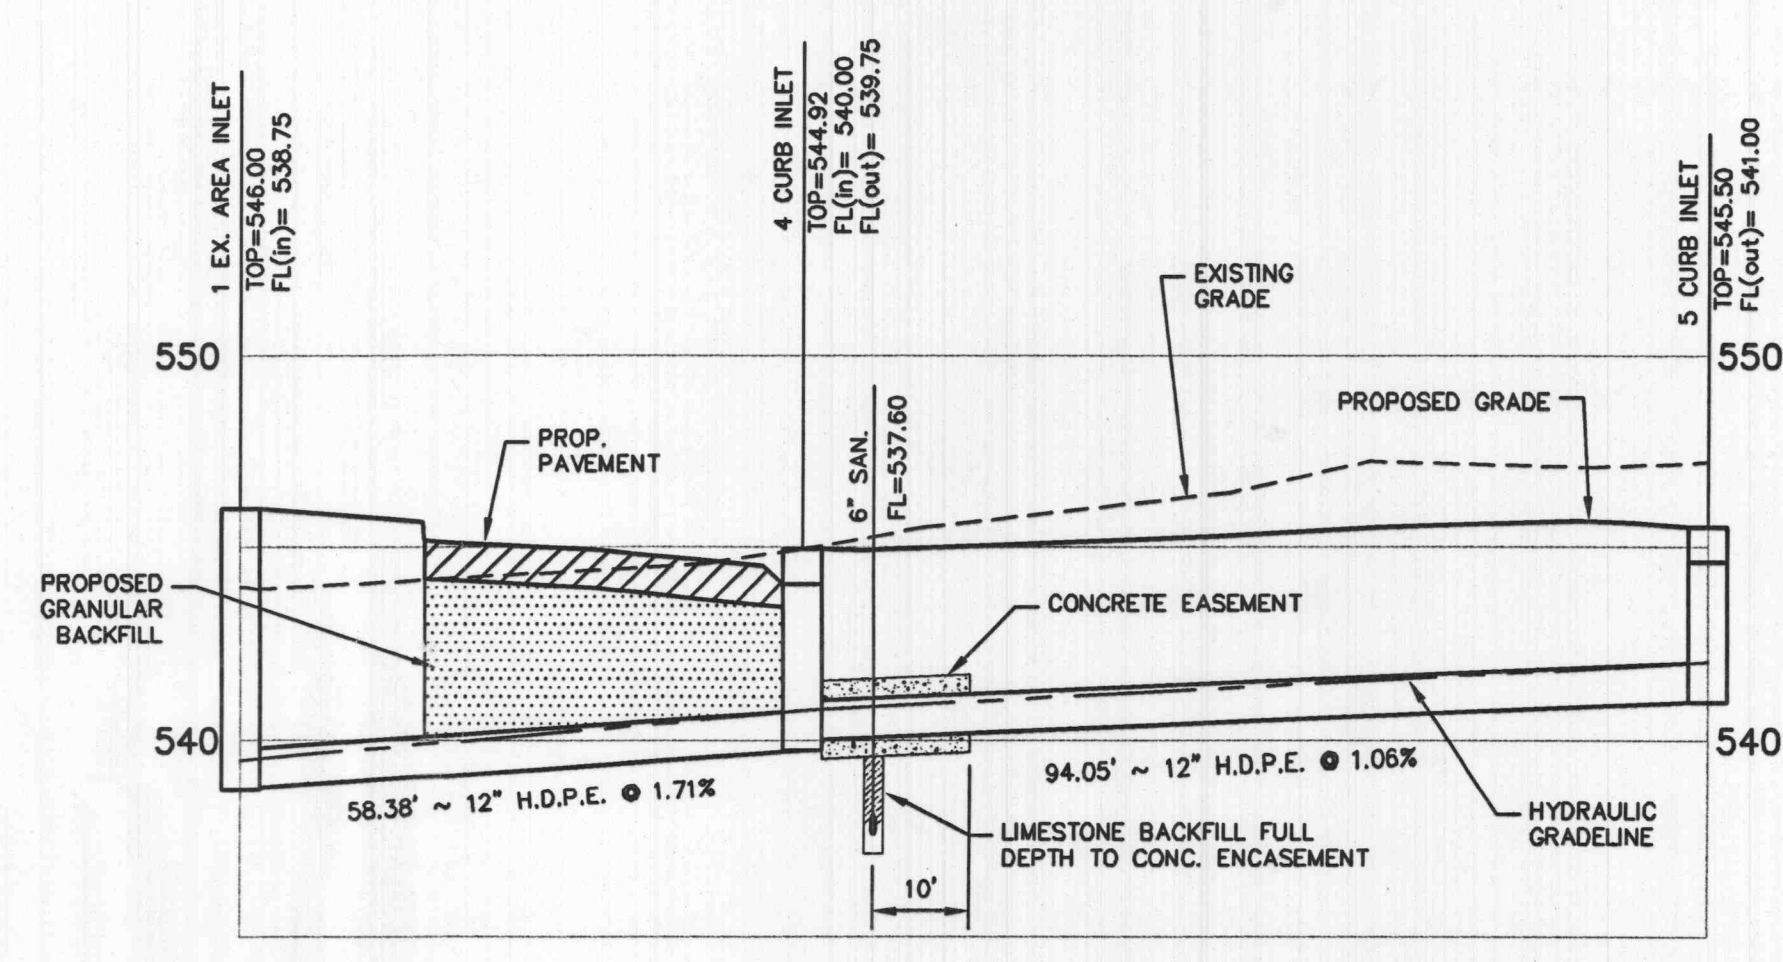 1 EX. AREA INLET
TOP=546.00
FL(in)= 538.75
4 CURB INLET
TOP=544.92
FL(in)= 540.00
FL(out)= 539.75
5 CURB INLET
TOP=545.50
FL(out)= 541.00
EXISTING
GRADE
550
550
PROPOSED GRADE
PROP.
PAVEMENT
6" SAN.
FL=537.60
PROPOSED
GRANULAR
BACKFILL
CONCRETE EASEMENT
540
540
58.38' ~ 12" H.D.P.E. @ 1.71%
94.05' ~ 12" H.D.P.E. @ 1.06%
HYDRAULIC
GRADELINE
LIMESTONE BACKFILL FULL
DEPTH TO CONC. ENCASEMENT
10'